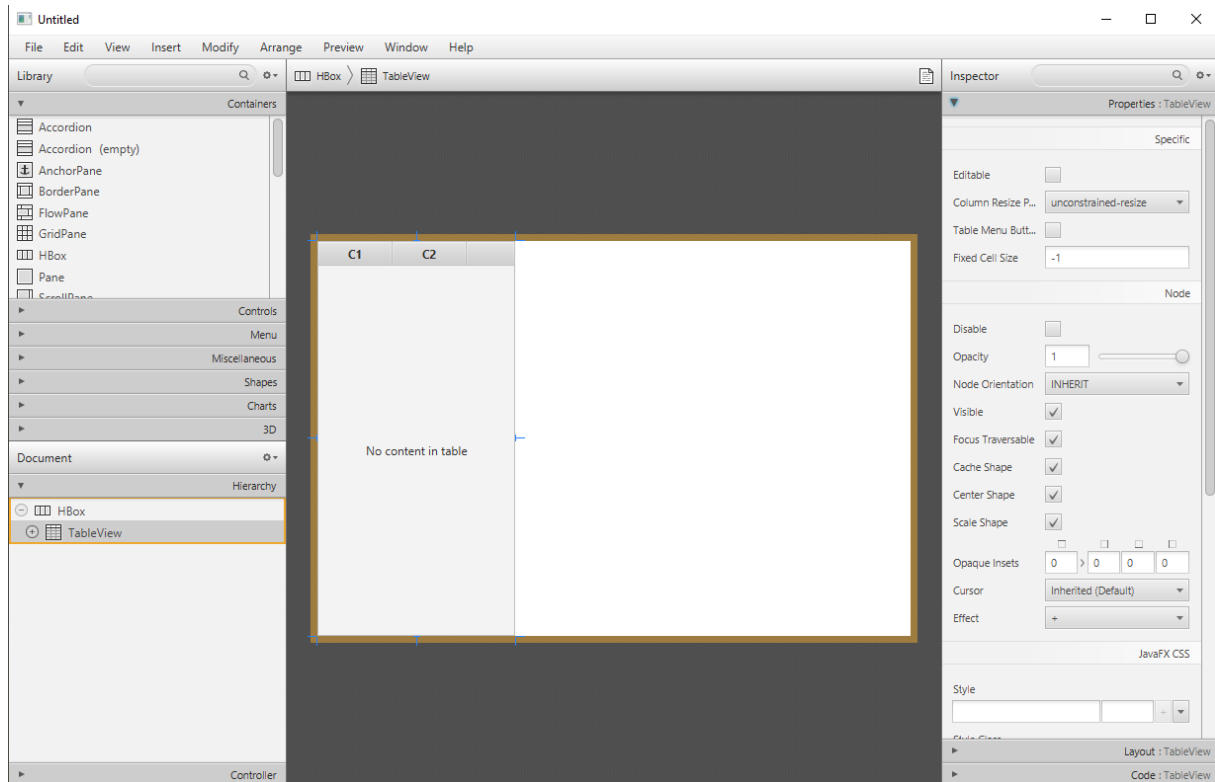 Untitled
File Edit View Insert Modify Arrange Preview Window Help
Library
Containers
Accordion
Accordion (empty)
AnchorPane
BorderPane
FlowPane
GridPane
HBox
Pane
ScrollPane
Controls
Menu
Miscellaneous
Shapes
Charts
3D
Document
Hierarchy
HBox
TableView
Controller
HBox TableView
C1 C2
No content in table
Inspector
Properties : TableView
Specific
Editable
Column Resize P... unconstrained-resize
Table Menu Butt...
Fixed Cell Size -1
Node
Disable
Opacity 1
Node Orientation INHERIT
Visible
Focus Traversable
Cache Shape
Center Shape
Scale Shape
Opaque Insets 0 0 0 0
Cursor Inherited (Default)
Effect +
JavaFX CSS
Style
Style Class
Layout : TableView
Code : TableView